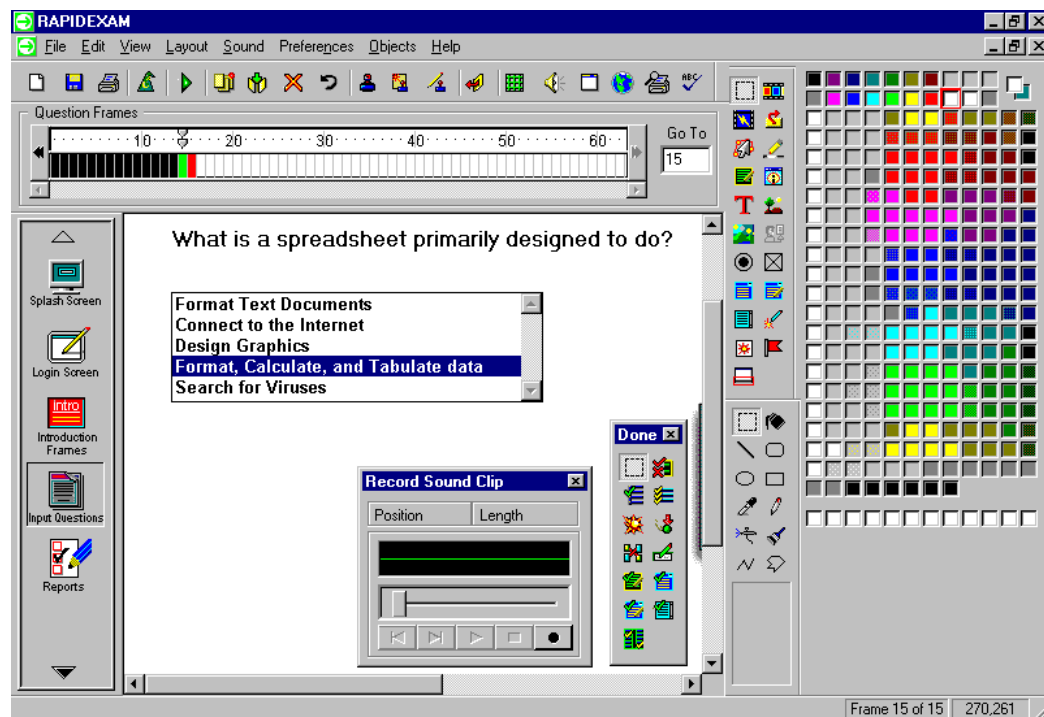 RAPIDEXAM
File Edit View Layout Sound Preferences Objects Help
ABC
Question Frames
10 20 30 40 50 60
Go To
15
What is a spreadsheet primarily designed to do?
Format Text Documents
Connect to the Internet
Design Graphics
Format, Calculate, and Tabulate data
Search for Viruses
Splash Screen
Login Screen
Intro
Introduction
Frames
Input Questions
Reports
Record Sound Clip
Position Length
Done
T
Frame 15 of 15 270,261